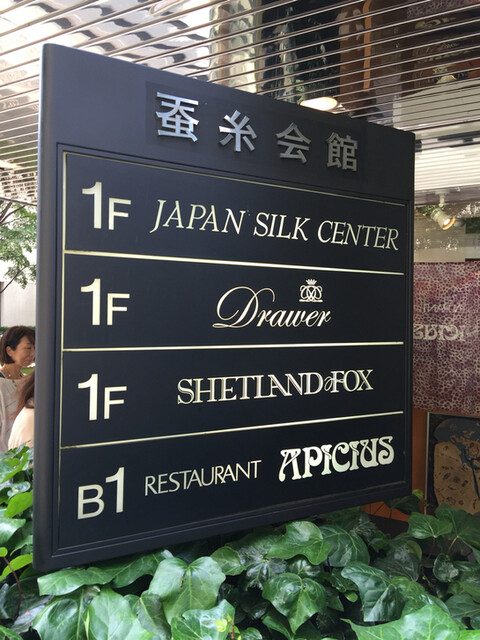 蚕糸会館
1F JAPAN SILK CENTER
1F Drawer
1F SHETLAND & FOX
B1 RESTAURANT APiCiUS